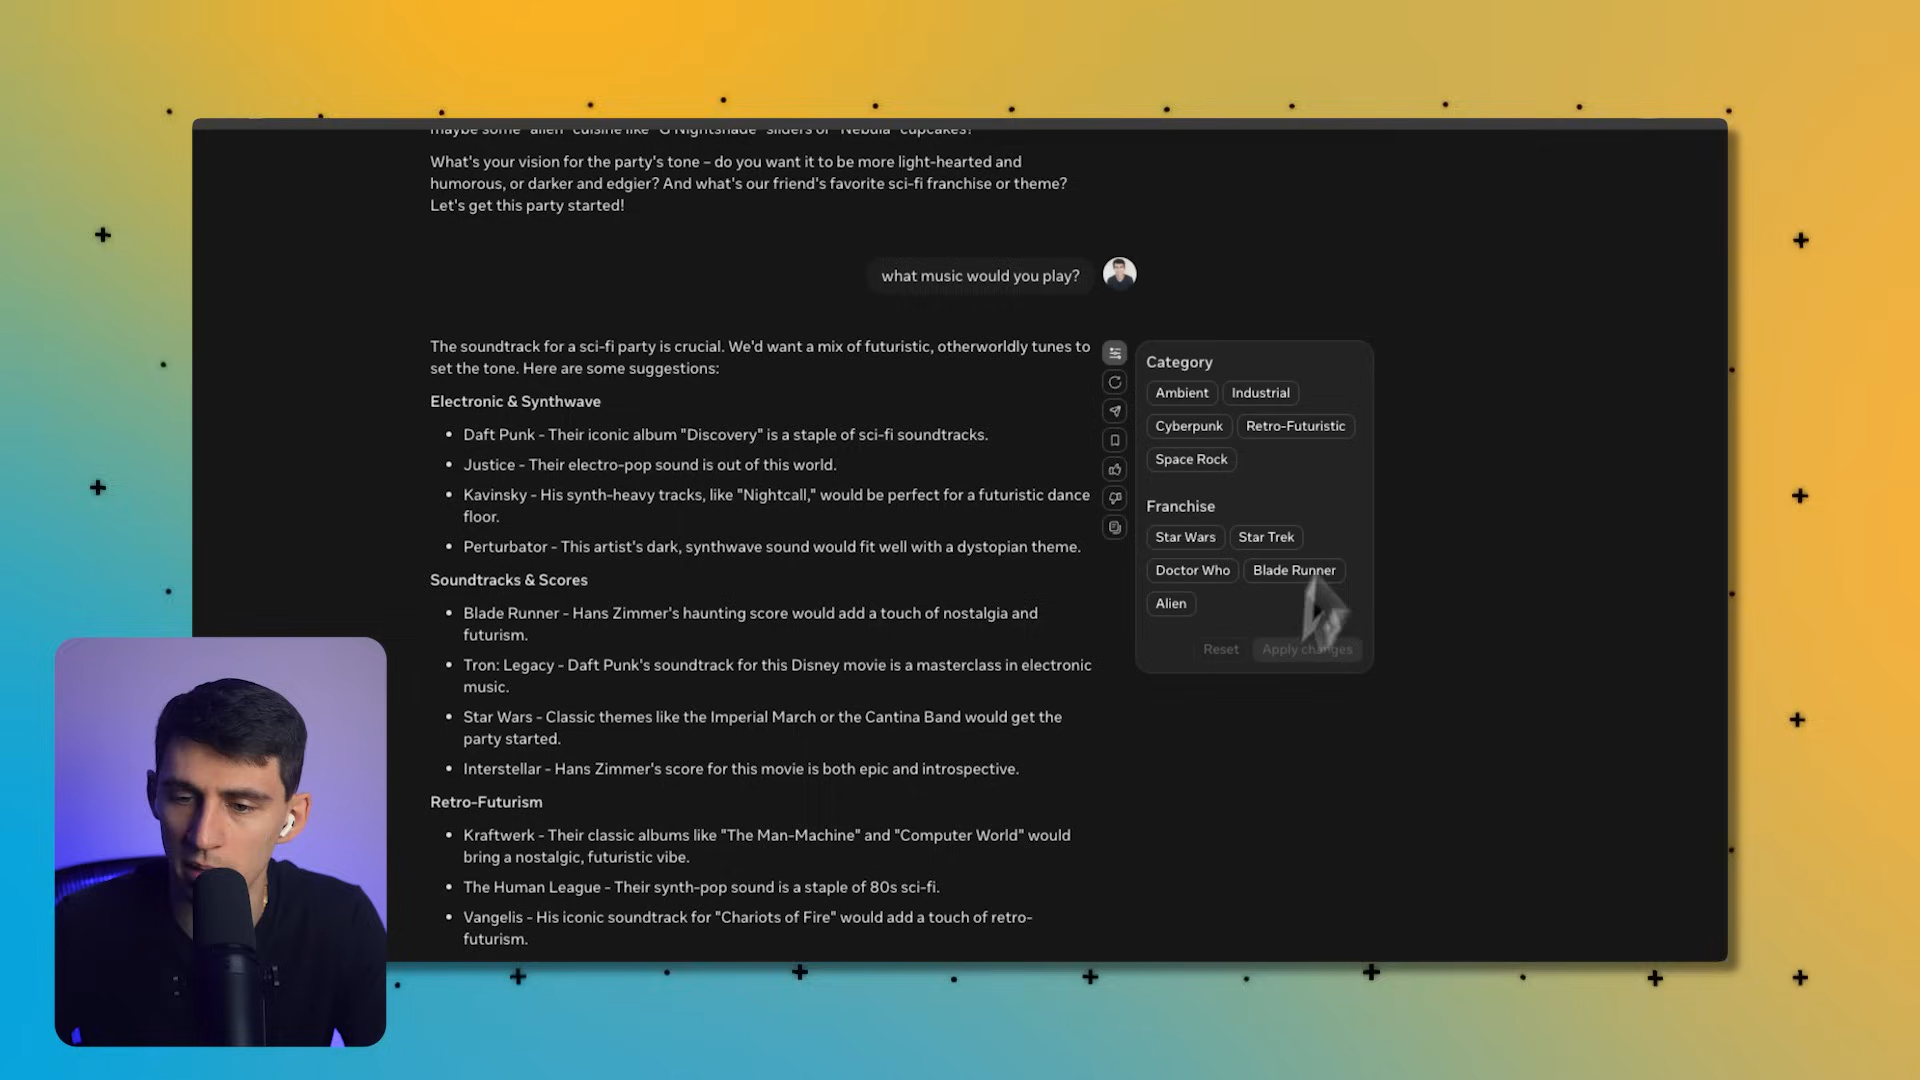 maybe some "alien" cuisine like "G'Nightshade" sliders or "Nebula" cupcakes!
What's your vision for the party's tone – do you want it to be more light-hearted and
humorous, or darker and edgier? And what's our friend's favorite sci-fi franchise or theme?
Let's get this party started!
what music would you play?
The soundtrack for a sci-fi party is crucial. We'd want a mix of futuristic, otherworldly tunes to
set the tone. Here are some suggestions:
Electronic & Synthwave
• Daft Punk - Their iconic album "Discovery" is a staple of sci-fi soundtracks.
• Justice - Their electro-pop sound is out of this world.
• Kavinsky - His synth-heavy tracks, like "Nightcall," would be perfect for a futuristic dance
floor.
• Perturbator - This artist's dark, synthwave sound would fit well with a dystopian theme.
Soundtracks & Scores
• Blade Runner - Hans Zimmer's haunting score would add a touch of nostalgia and
futurism.
• Tron: Legacy - Daft Punk's soundtrack for this Disney movie is a masterclass in electronic
music.
• Star Wars - Classic themes like the Imperial March or the Cantina Band would get the
party started.
• Interstellar - Hans Zimmer's score for this movie is both epic and introspective.
Retro-Futurism
• Kraftwerk - Their classic albums like "The Man-Machine" and "Computer World" would
bring a nostalgic, futuristic vibe.
• The Human League - Their synth-pop sound is a staple of 80s sci-fi.
• Vangelis - His iconic soundtrack for "Chariots of Fire" would add a touch of retro-
futurism.
Category
Ambient Industrial
Cyberpunk Retro-Futuristic
Space Rock
Franchise
Star Wars Star Trek
Doctor Who Blade Runner
Alien
Reset Apply changes